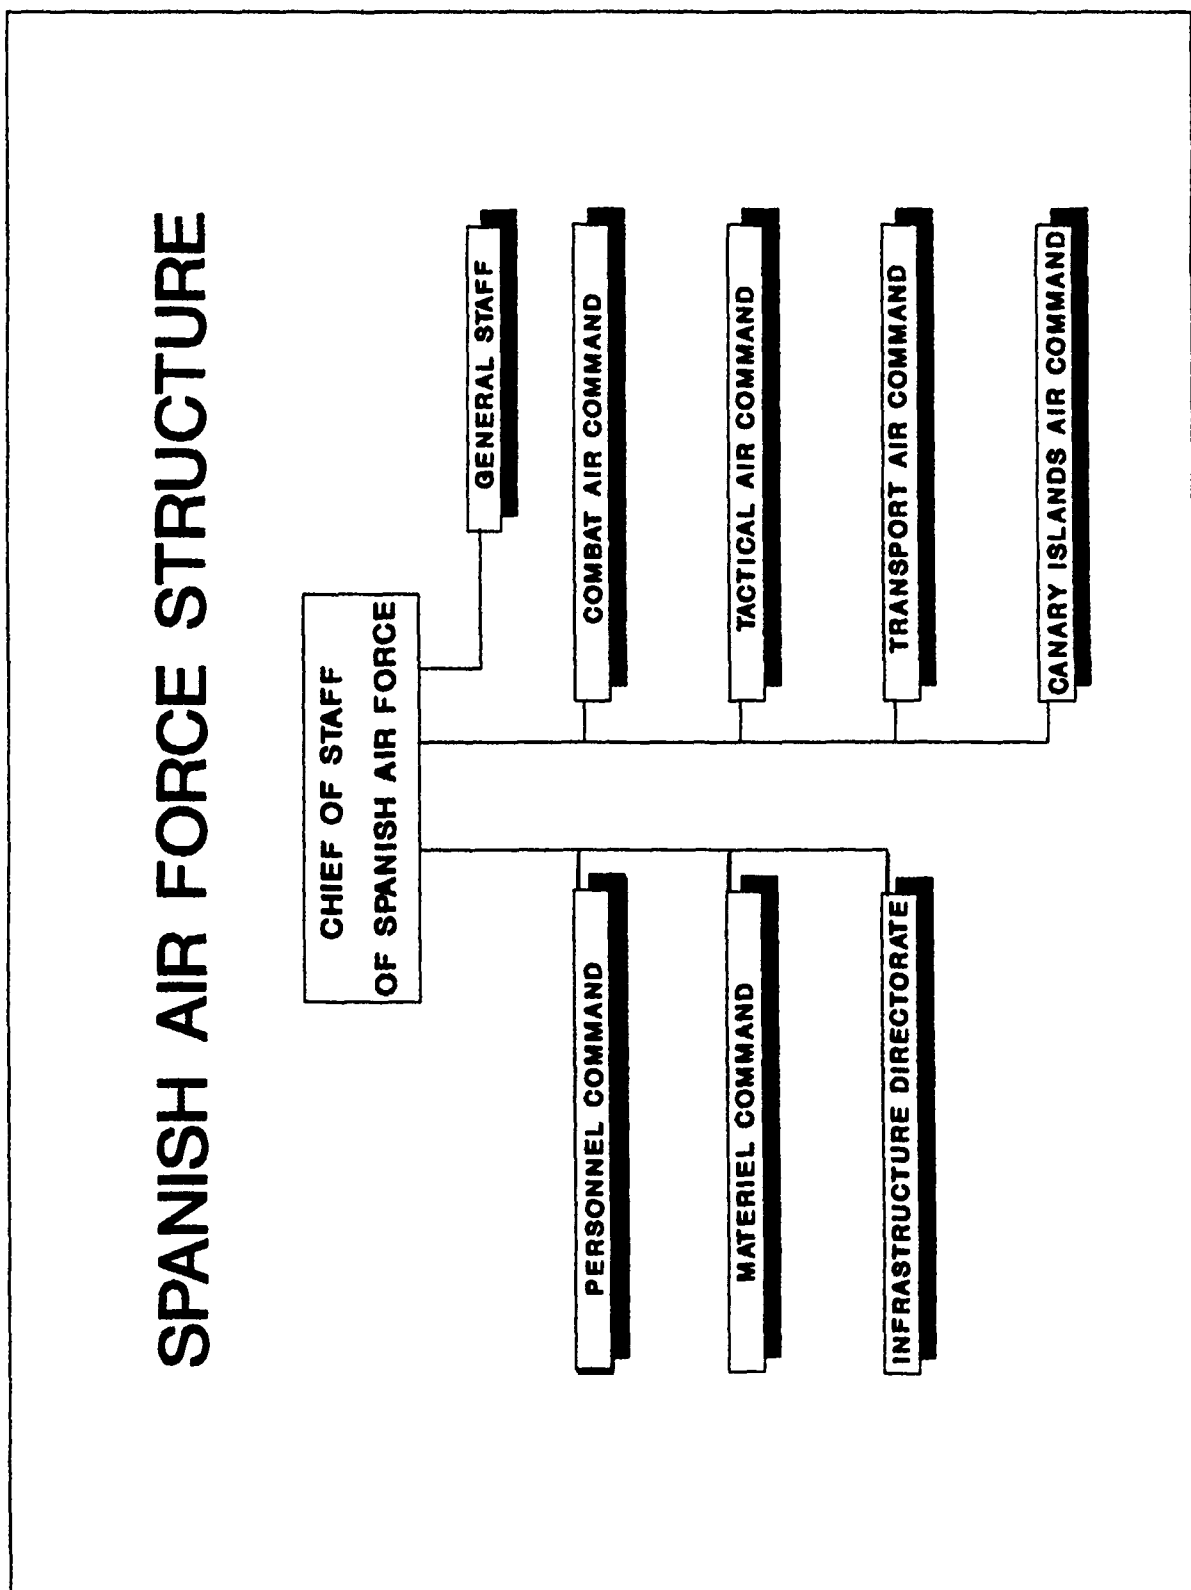 SPANISH AIR FORCE STRUCTURE
CHIEF OF STAFF
OF SPANISH AIR FORCE
GENERAL STAFF
PERSONNEL COMMAND
COMBAT AIR COMMAND
MATERIEL COMMAND
TACTICAL AIR COMMAND
INFRASTRUCTURE DIRECTORATE
TRANSPORT AIR COMMAND
CANARY ISLANDS AIR COMMAND